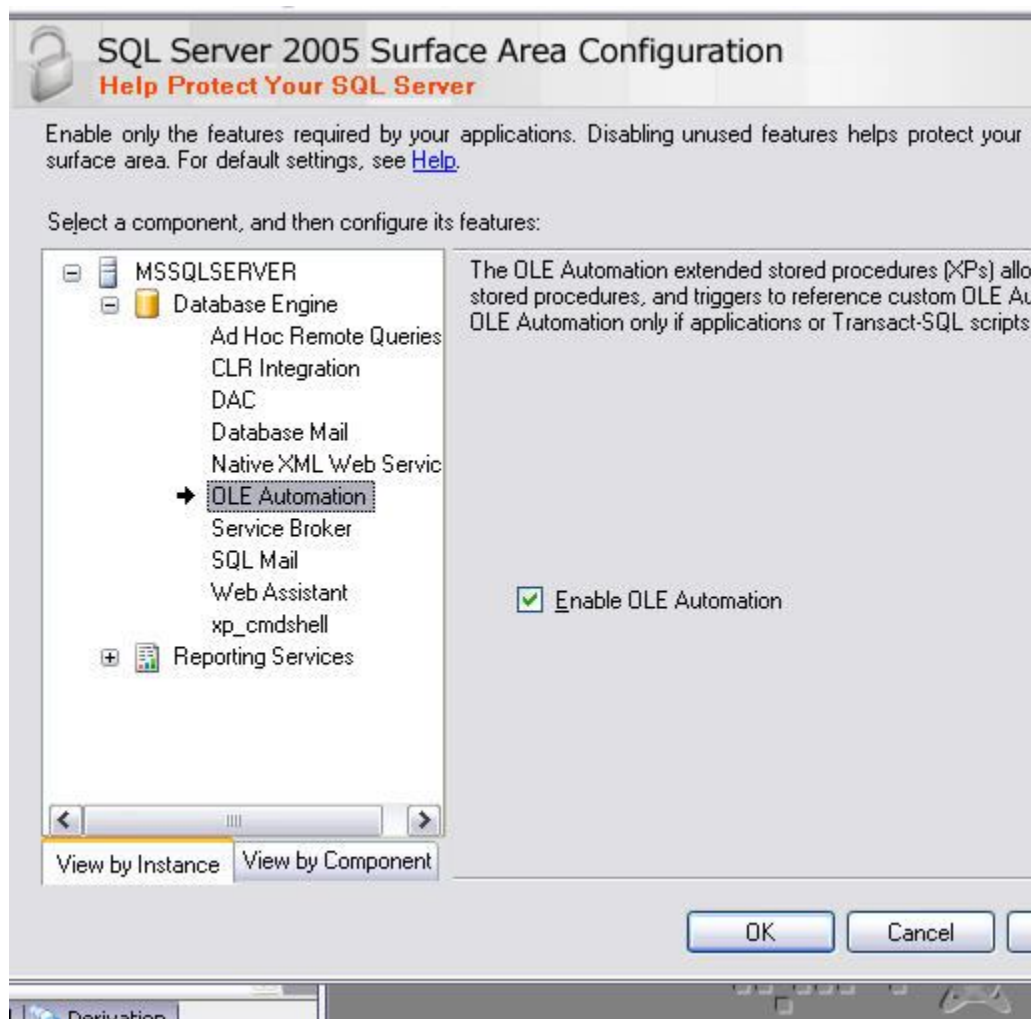 SQL Server 2005 Surface Area Configuration
Help Protect Your SQL Server
Enable only the features required by your applications. Disabling unused features helps protect your
surface area. For default settings, see Help.
Select a component, and then configure its features:
MSSQLSERVER
Database Engine
Ad Hoc Remote Queries
CLR Integration
DAC
Database Mail
Native XML Web Servic
OLE Automation
Service Broker
SQL Mail
Web Assistant
xp_cmdshell
Reporting Services
View by Instance
View by Component
The OLE Automation extended stored procedures (XPs) allo
stored procedures, and triggers to reference custom OLE Au
OLE Automation only if applications or Transact-SQL scripts
Enable OLE Automation
OK
Cancel
Derivation